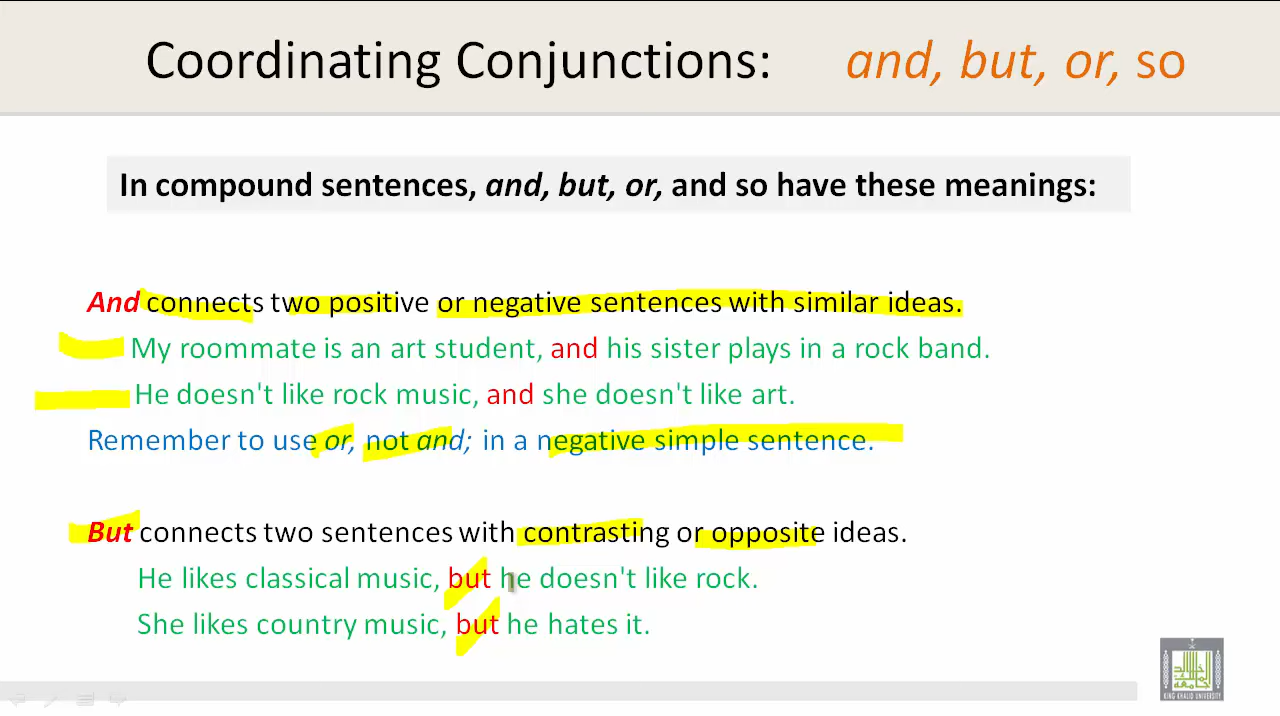 Coordinating Conjunctions: and, but, or, so
In compound sentences, and, but, or, and so have these meanings:
And connects two positive or negative sentences with similar ideas.
My roommate is an art student, and his sister plays in a rock band.
He doesn't like rock music, and she doesn't like art.
Remember to use or, not and; in a negative simple sentence.
But connects two sentences with contrasting or opposite ideas.
He likes classical music, but he doesn't like rock.
She likes country music, but he hates it.
KING KHALID UNIVERSITY